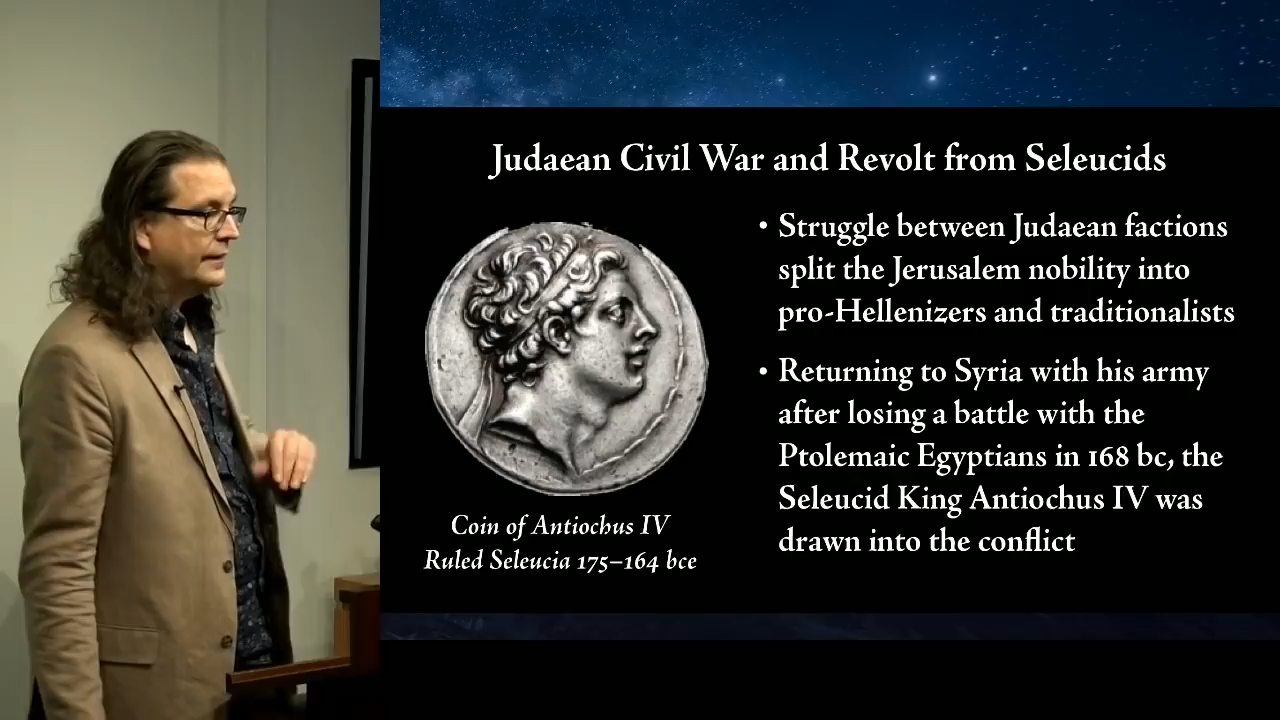 Judaean Civil War and Revolt from Seleucids
• Struggle between Judaean factions
split the Jerusalem nobility into
pro-Hellenizers and traditionalists
• Returning to Syria with his army
after losing a battle with the
Ptolemaic Egyptians in 168 bc, the
Seleucid King Antiochus IV was
drawn into the conflict
Coin of Antiochus IV
Ruled Seleucia 175–164 bce